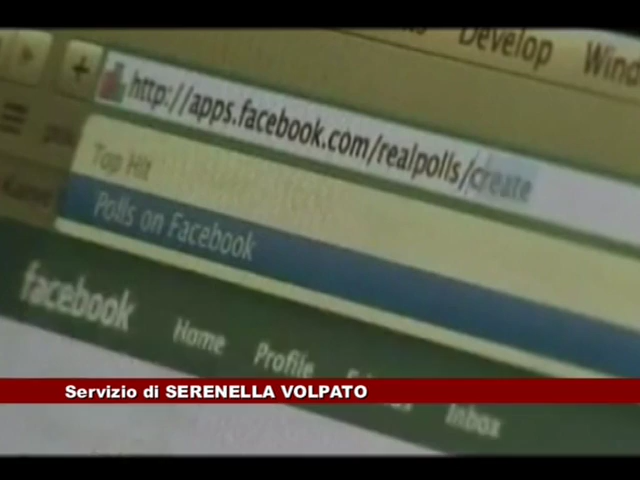 Develop Wind
http://apps.facebook.com/realpolls/create
Top Hit
Polls on Facebook
facebook Home Profile Inbox
Servizio di SERENELLA VOLPATO